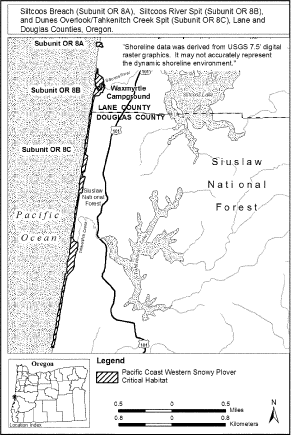 Siltcoos Breach (Subunit OR 8A), Siltcoos River Spit (Subunit OR 8B),
and Dunes Overlook/Tahkenitch Creek Spit (Subunit OR 8C), Lane and
Douglas Counties, Oregon.
Subunit OR 8A
"Shoreline data was derived from USGS 7.5' digital
raster graphics. It may not accurately represent
the dynamic shoreline environment."
Subunit OR 8B
Waxmyrtle
Campground
LANE COUNTY
DOUGLAS COUNTY
101
Subunit OR 8C
Siuslaw
National
Forest
Siuslaw
National
Forest
Pacific
Ocean
101
Oregon
Location Index
Legend
Pacific Coast Western Snowy Plover
Critical Habitat
0.5 0 0.5
Miles
0.8 0 0.8
Kilometers
N